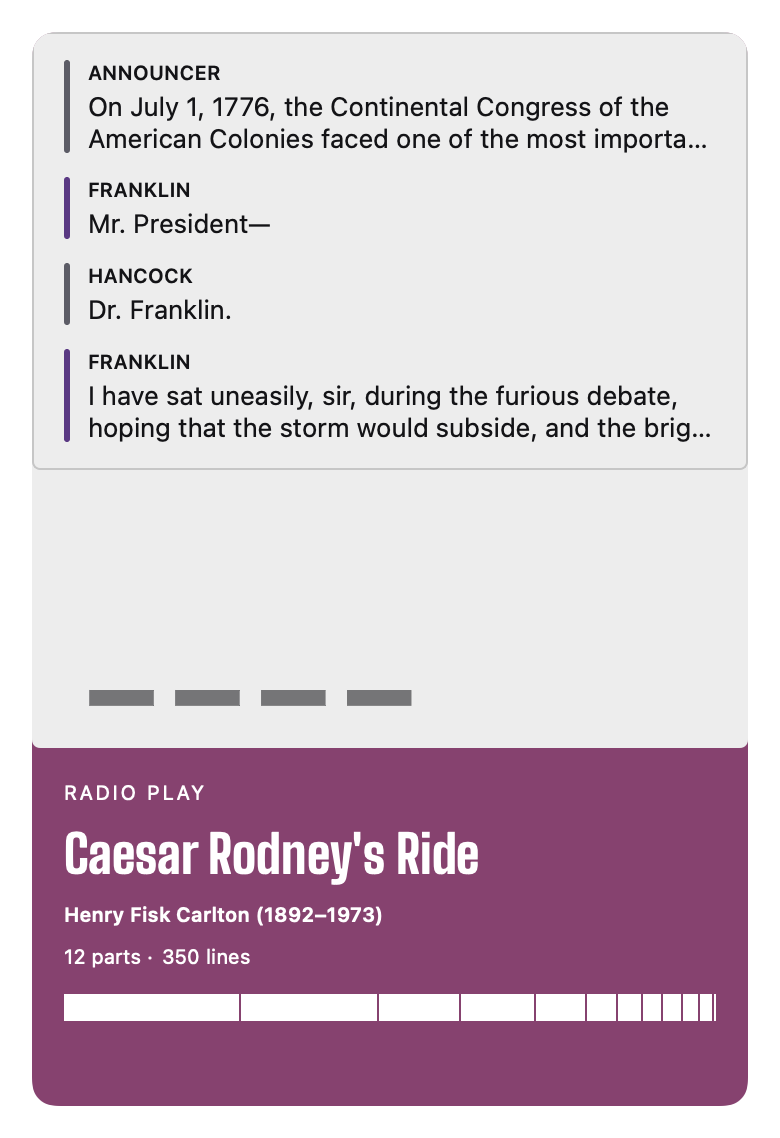 ANNOUNCER
On July 1, 1776, the Continental Congress of the
American Colonies faced one of the most importa...
FRANKLIN
Mr. President—
HANCOCK
Dr. Franklin.
FRANKLIN
I have sat uneasily, sir, during the furious debate,
hoping that the storm would subside, and the brig...
RADIO PLAY
Caesar Rodney's Ride
Henry Fisk Carlton (1892–1973)
12 parts · 350 lines